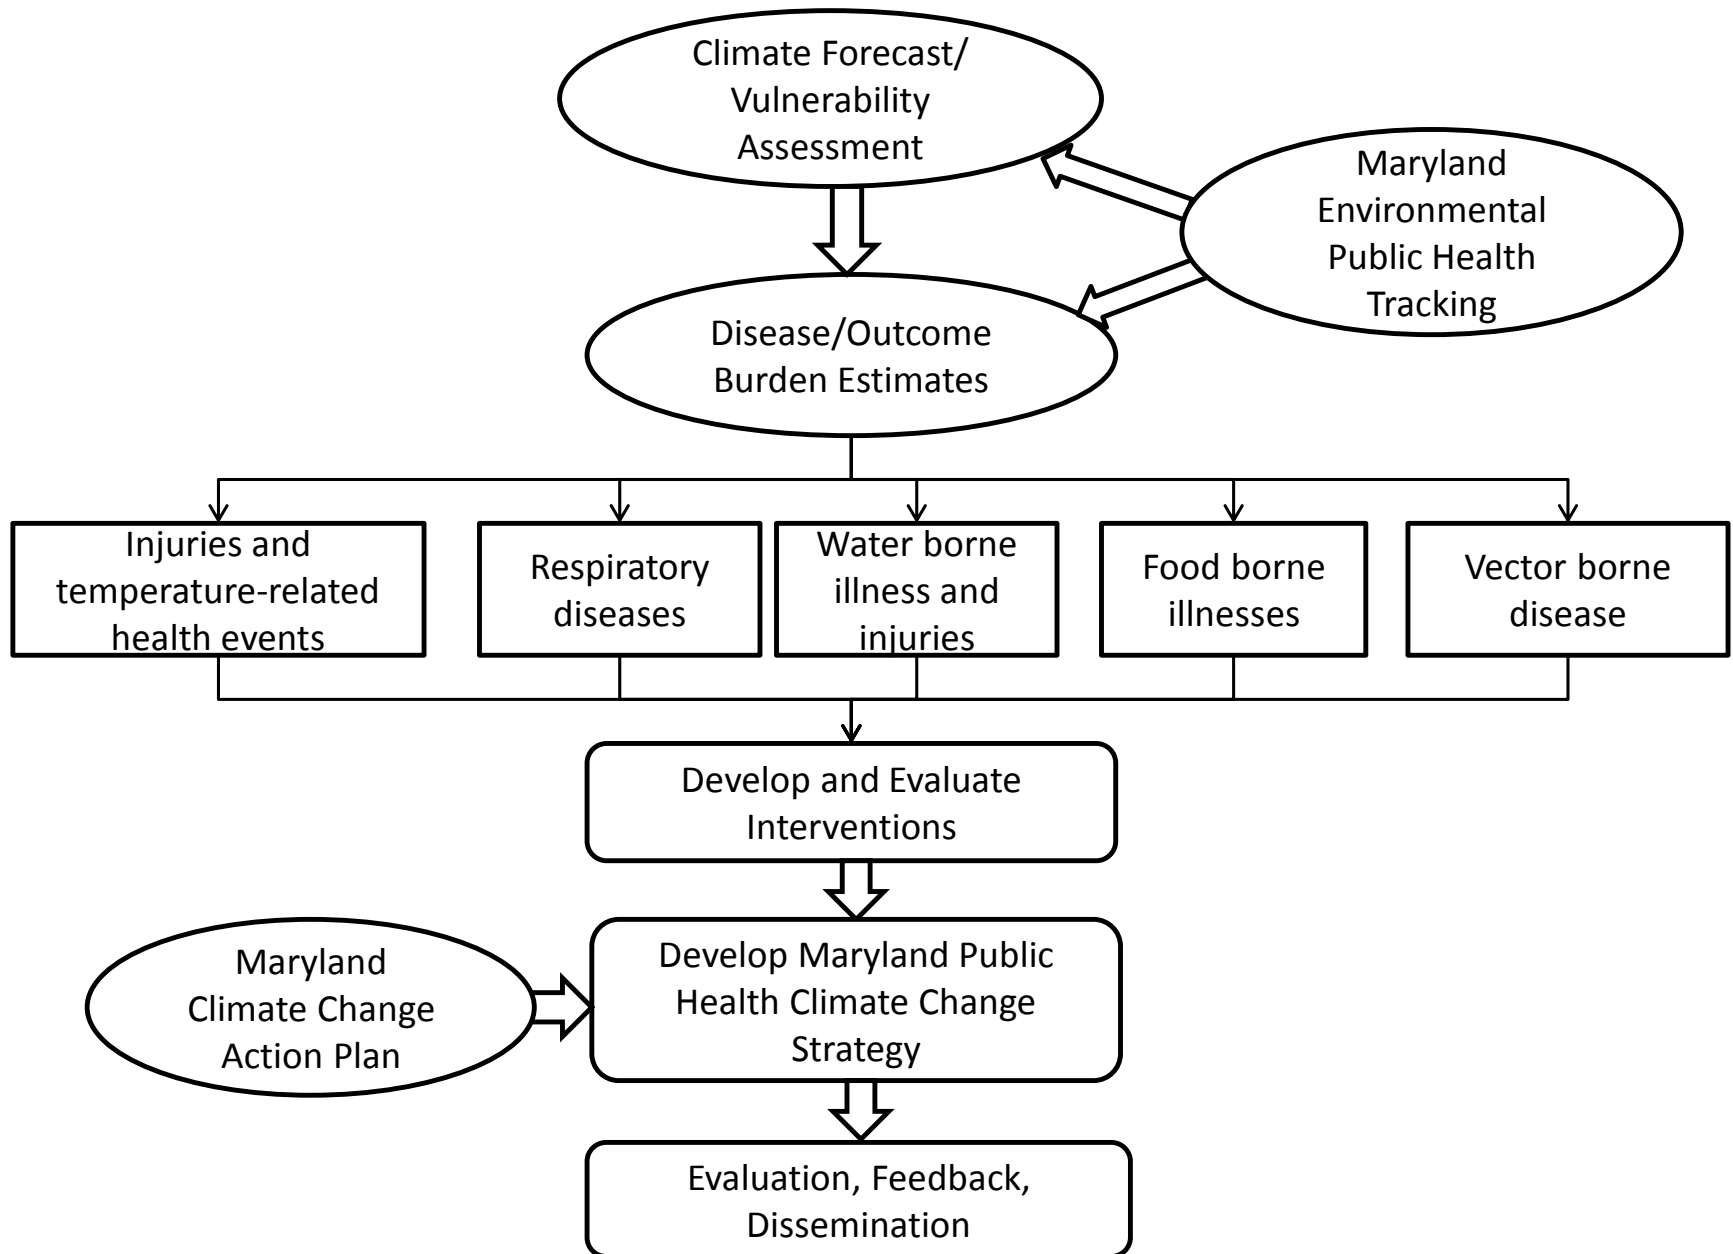 Climate Forecast/
Vulnerability
Assessment
Maryland
Environmental
Public Health
Tracking
Disease/Outcome
Burden Estimates
Injuries and
temperature-related
health events
Respiratory
diseases
Water borne
illness and
injuries
Food borne
illnesses
Vector borne
disease
Develop and Evaluate
Interventions
Maryland
Climate Change
Action Plan
Develop Maryland Public
Health Climate Change
Strategy
Evaluation, Feedback,
Dissemination